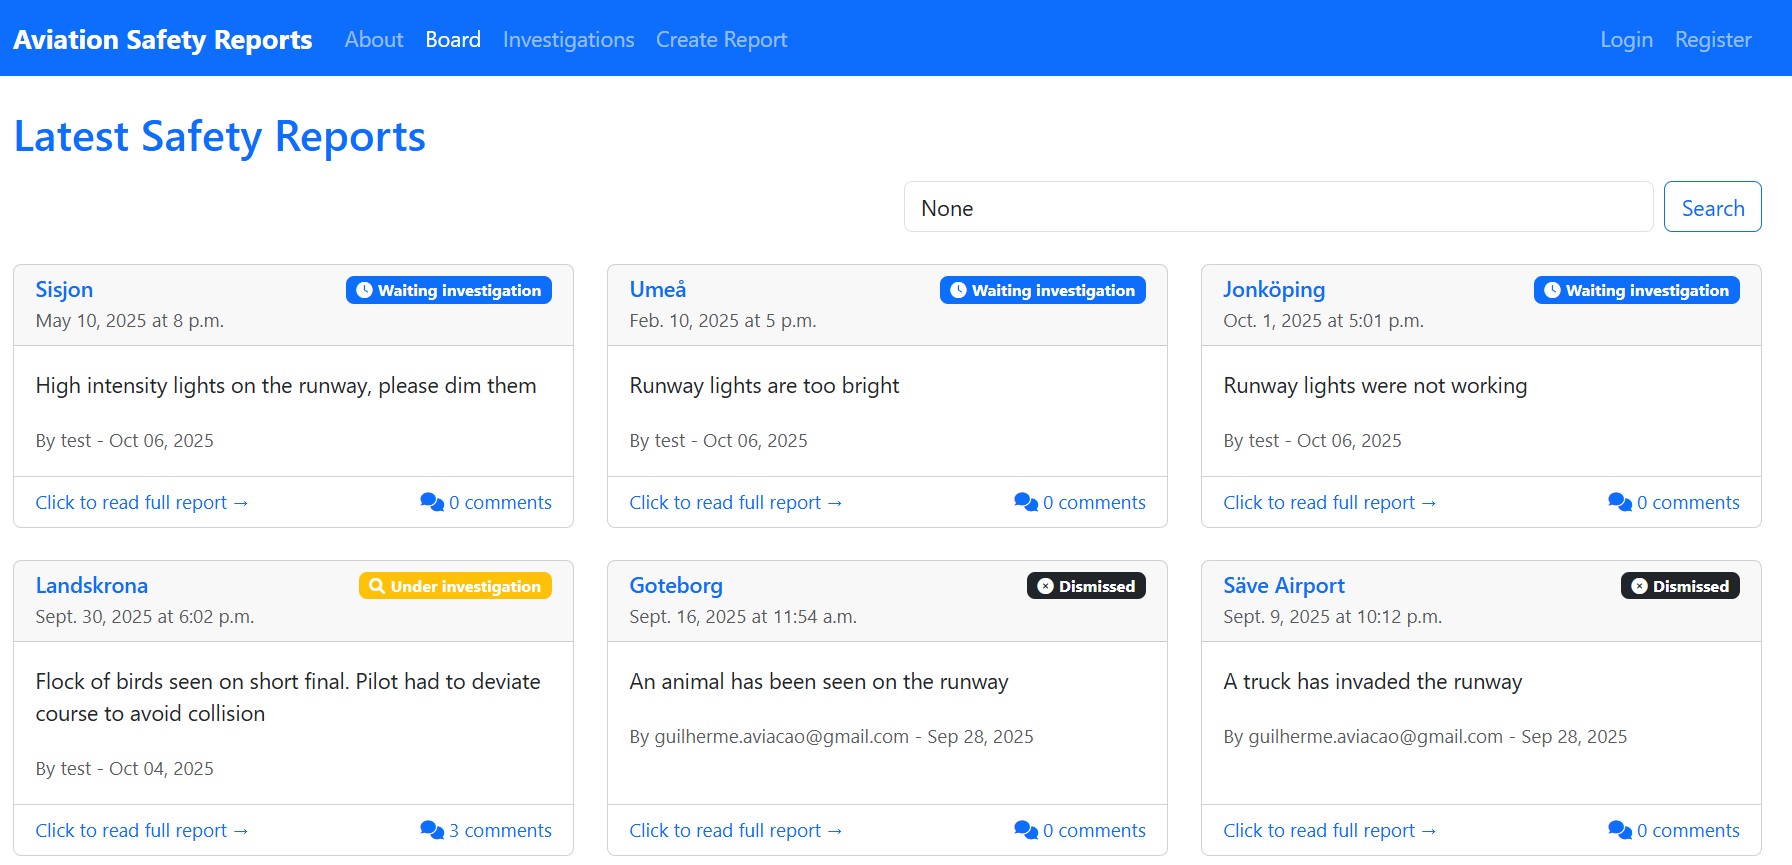 Aviation Safety Reports About Board Investigations Create Report Login Register
Latest Safety Reports
None Search
Sisjon Waiting investigation
May 10, 2025 at 8 p.m.
High intensity lights on the runway, please dim them
By test - Oct 06, 2025
Click to read full report → 0 comments
Umeå Waiting investigation
Feb. 10, 2025 at 5 p.m.
Runway lights are too bright
By test - Oct 06, 2025
Click to read full report → 0 comments
Jonköping Waiting investigation
Oct. 1, 2025 at 5:01 p.m.
Runway lights were not working
By test - Oct 06, 2025
Click to read full report → 0 comments
Landskrona Under investigation
Sept. 30, 2025 at 6:02 p.m.
Flock of birds seen on short final. Pilot had to deviate
course to avoid collision
By test - Oct 04, 2025
Click to read full report → 3 comments
Goteborg Dismissed
Sept. 16, 2025 at 11:54 a.m.
An animal has been seen on the runway
By guilherme.aviacao@gmail.com - Sep 28, 2025
Click to read full report → 0 comments
Säve Airport Dismissed
Sept. 9, 2025 at 10:12 p.m.
A truck has invaded the runway
By guilherme.aviacao@gmail.com - Sep 28, 2025
Click to read full report → 0 comments